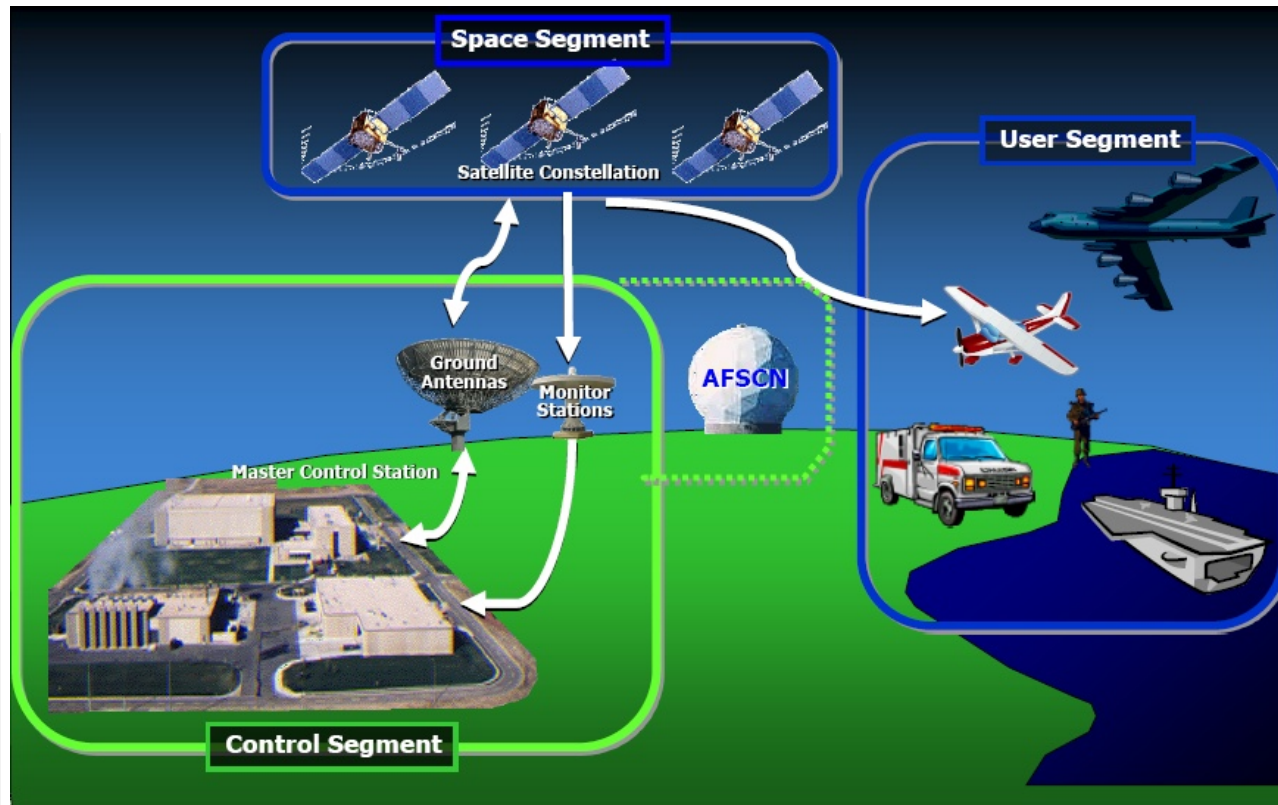 Space Segment
Satellite Constellation
User Segment
Ground
Antennas
Monitor
Stations
AFSCN
Master Control Station
Control Segment